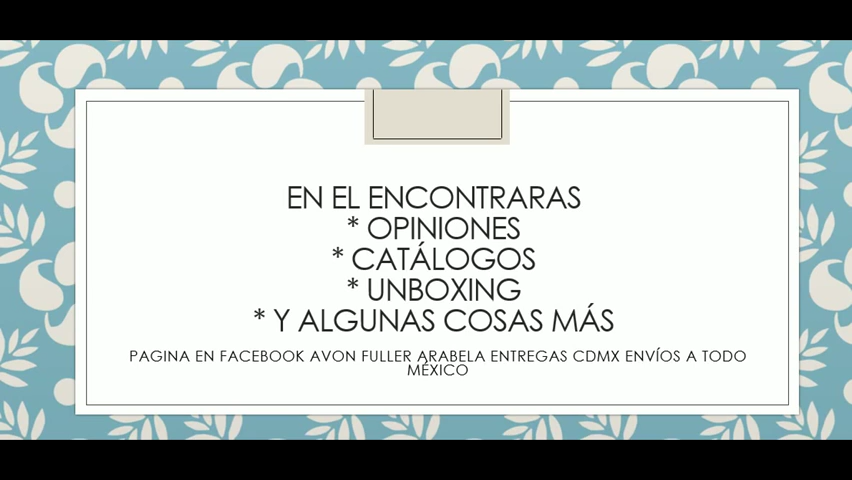 EN EL ENCONTRARAS
* OPINIONES
* CATÁLOGOS
* UNBOXING
* Y ALGUNAS COSAS MÁS
PAGINA EN FACEBOOK AVON FULLER ARABELA ENTREGAS CDMX ENVÍOS A TODO
MÉXICO